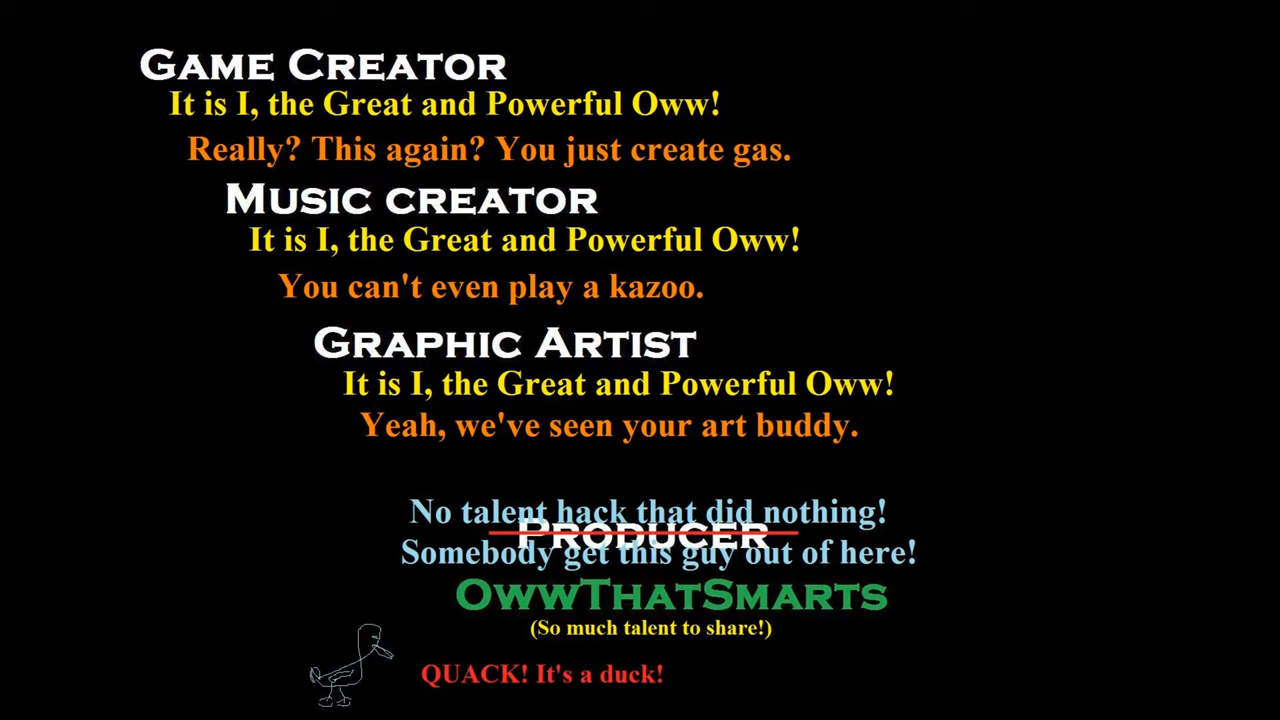 Game Creator
It is I, the Great and Powerful Oww!
Really? This again? You just create gas.
Music creator
It is I, the Great and Powerful Oww!
You can't even play a kazoo.
Graphic Artist
It is I, the Great and Powerful Oww!
Yeah, we've seen your art buddy.
No talent hack that did nothing!
Producer
Somebody get this guy out of here!
OwwThatSmarts
(So much talent to share!)
QUACK! It's a duck!